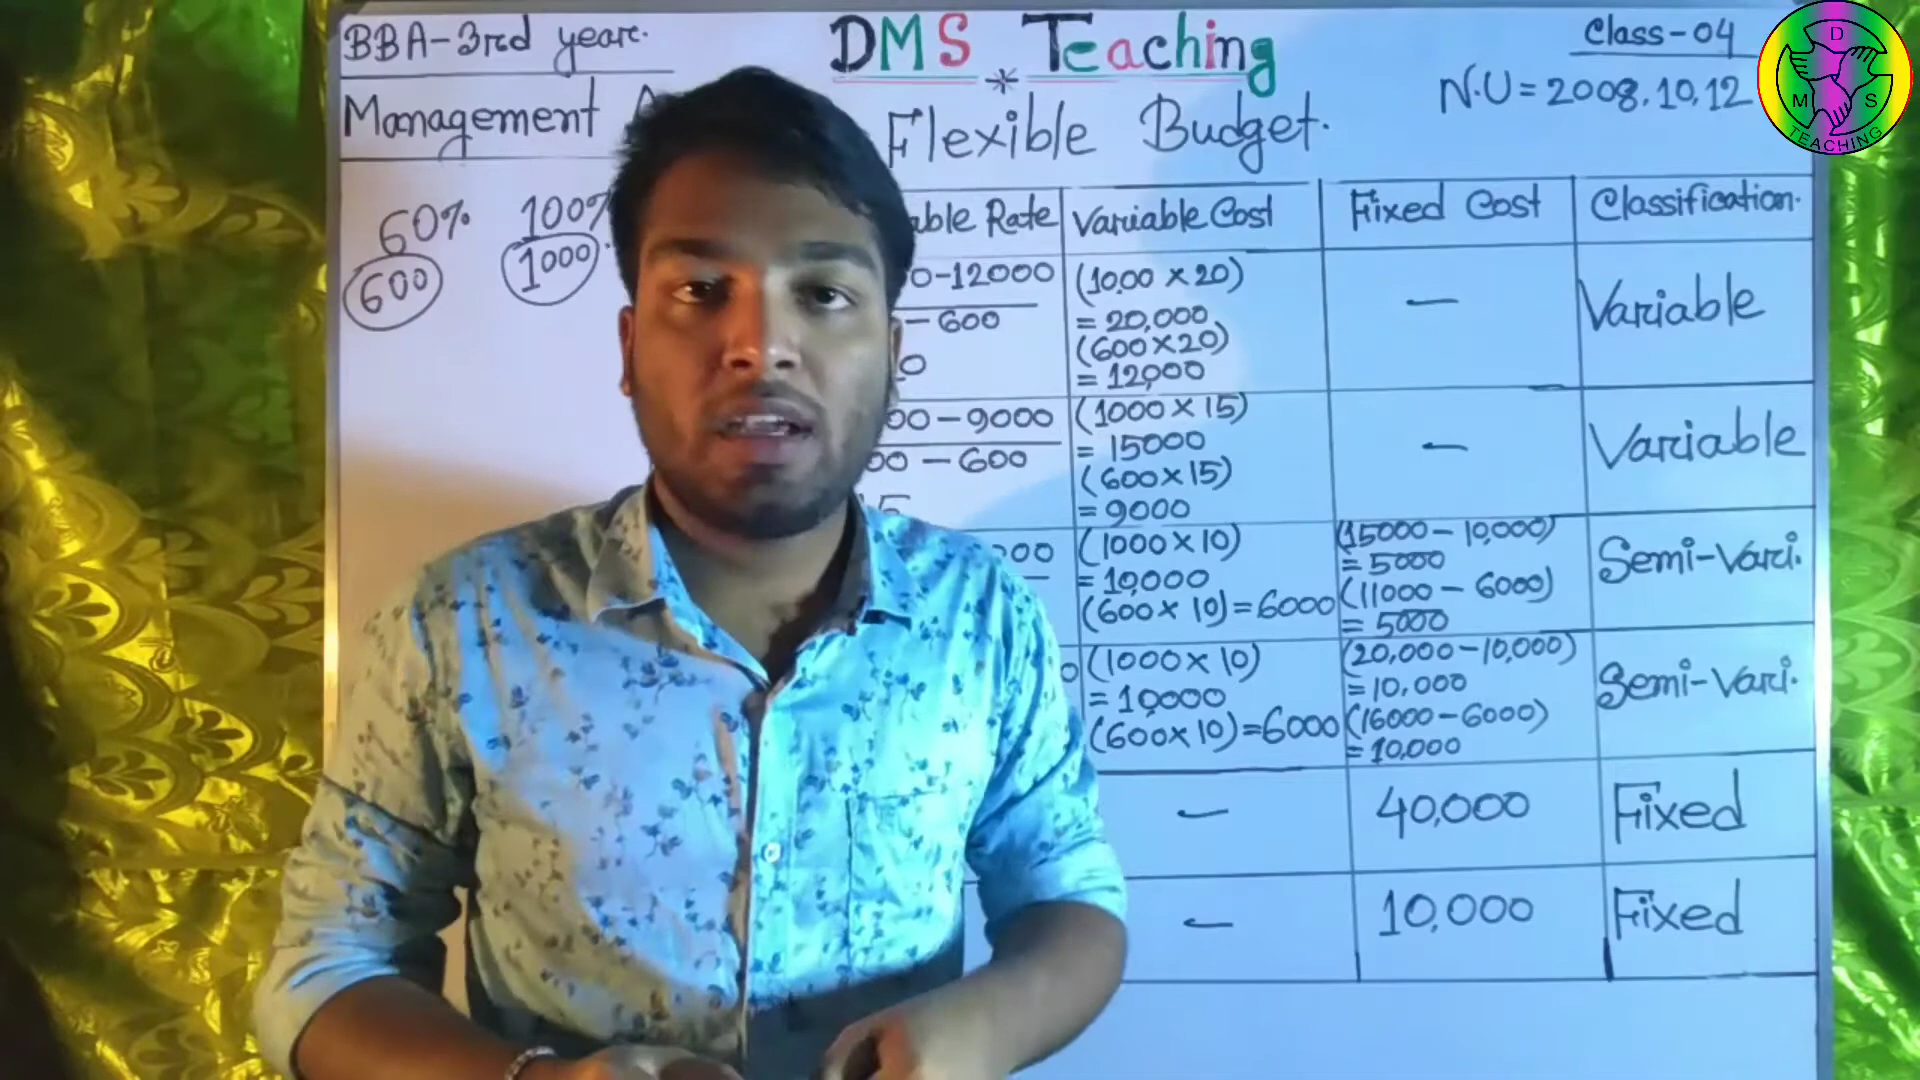 BBA-3rd year.
DMS Teaching
Class-04
Management
Flexible Budget.
N.U = 2008, 10, 12
D
M S
TEACHING
60% 100%
600 1000
Rate Variable Cost Fixed Cost Classification.
-12000 (1000 × 20) — Variable
-600 = 20,000
(600×20)
= 12,000
-9000 (1000 × 15) — Variable
-600 = 15000
(600×15)
= 9000
(1000×10) (15000 - 10,000) Semi-Vari.
= 10,000 = 5000
(600 × 10) = 6000 (11000 - 6000)
= 5000
(1000 × 10) (20,000 - 10,000) Semi-Vari.
= 10,000 = 10,000
(600×10) = 6000 (16000 - 6000)
= 10,000
— 40,000 Fixed
— 10,000 Fixed